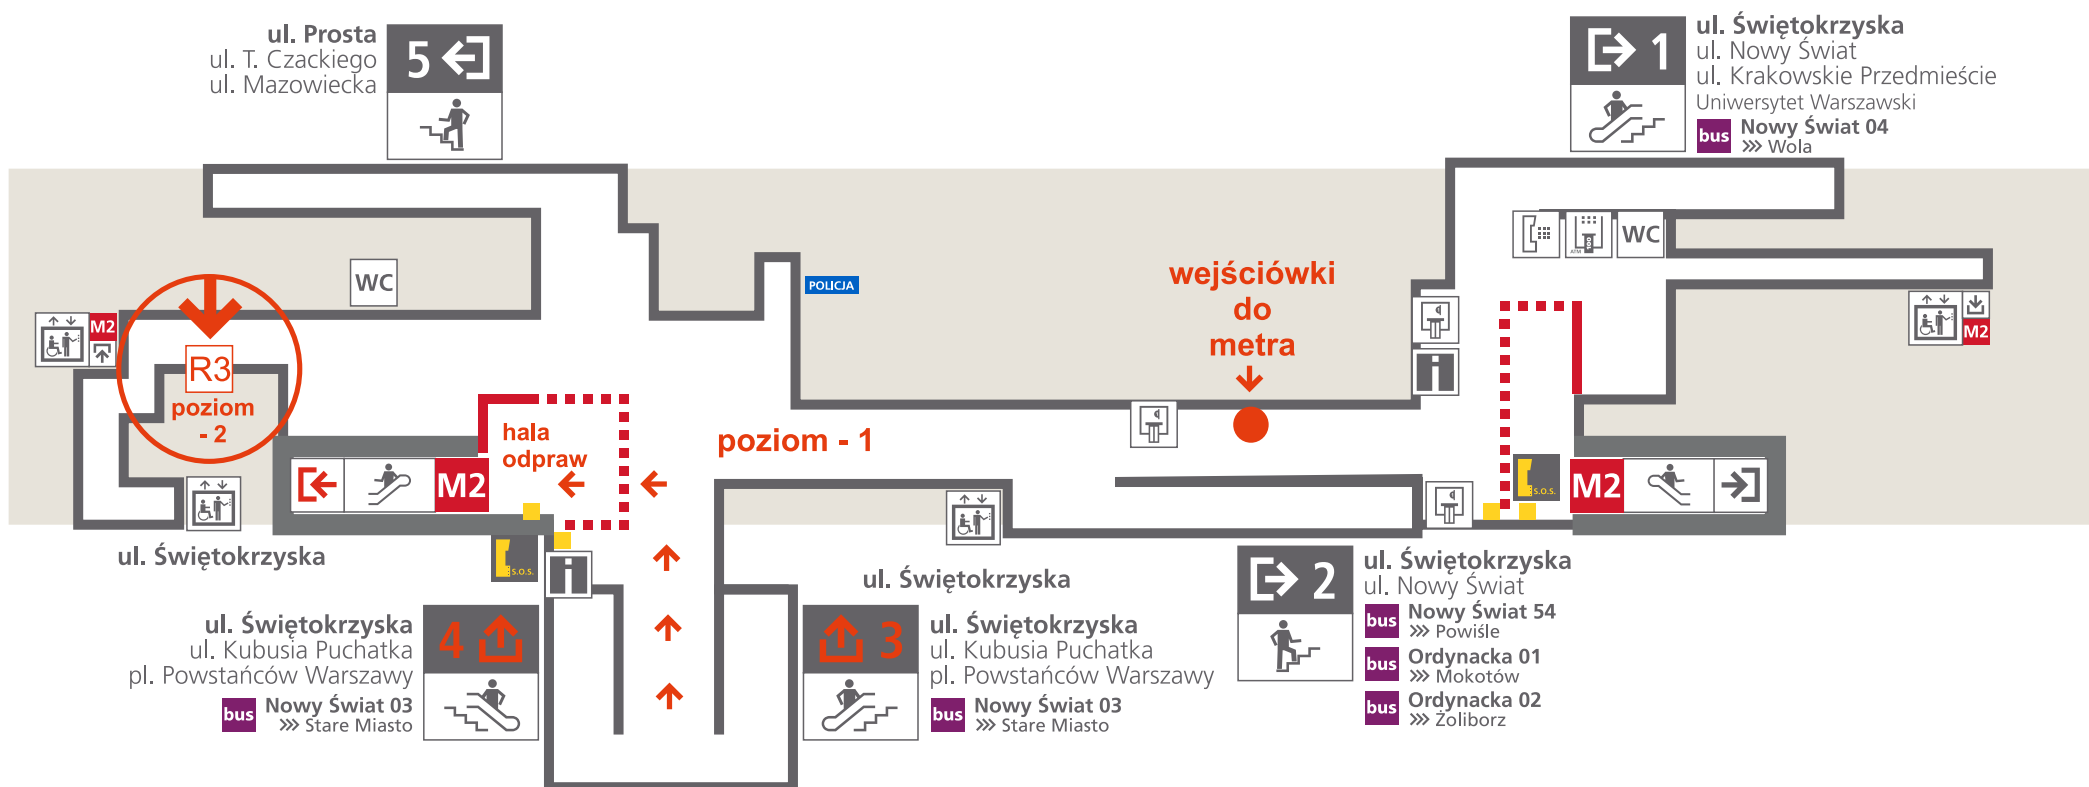 ul. Prosta
ul. T. Czackiego
ul. Mazowiecka
5
1
ul. Świętokrzyska
ul. Nowy Świat
ul. Krakowskie Przedmieście
Uniwersytet Warszawski
bus Nowy Świat 04
>>> Wola
WC
POLICJA
wejściówki
do
metra
ATM
WC
M2
R3
poziom
- 2
M2
hala
odpraw
poziom - 1
M2
s.o.s.
M2
s.o.s.
ul. Świętokrzyska
ul. Świętokrzyska
4
ul. Świętokrzyska
ul. Kubusia Puchatka
pl. Powstańców Warszawy
bus Nowy Świat 03
>>> Stare Miasto
3
ul. Świętokrzyska
ul. Kubusia Puchatka
pl. Powstańców Warszawy
bus Nowy Świat 03
>>> Stare Miasto
2
ul. Świętokrzyska
ul. Nowy Świat
bus Nowy Świat 54
>>> Powiśle
bus Ordynacka 01
>>> Mokotów
bus Ordynacka 02
>>> Żoliborz